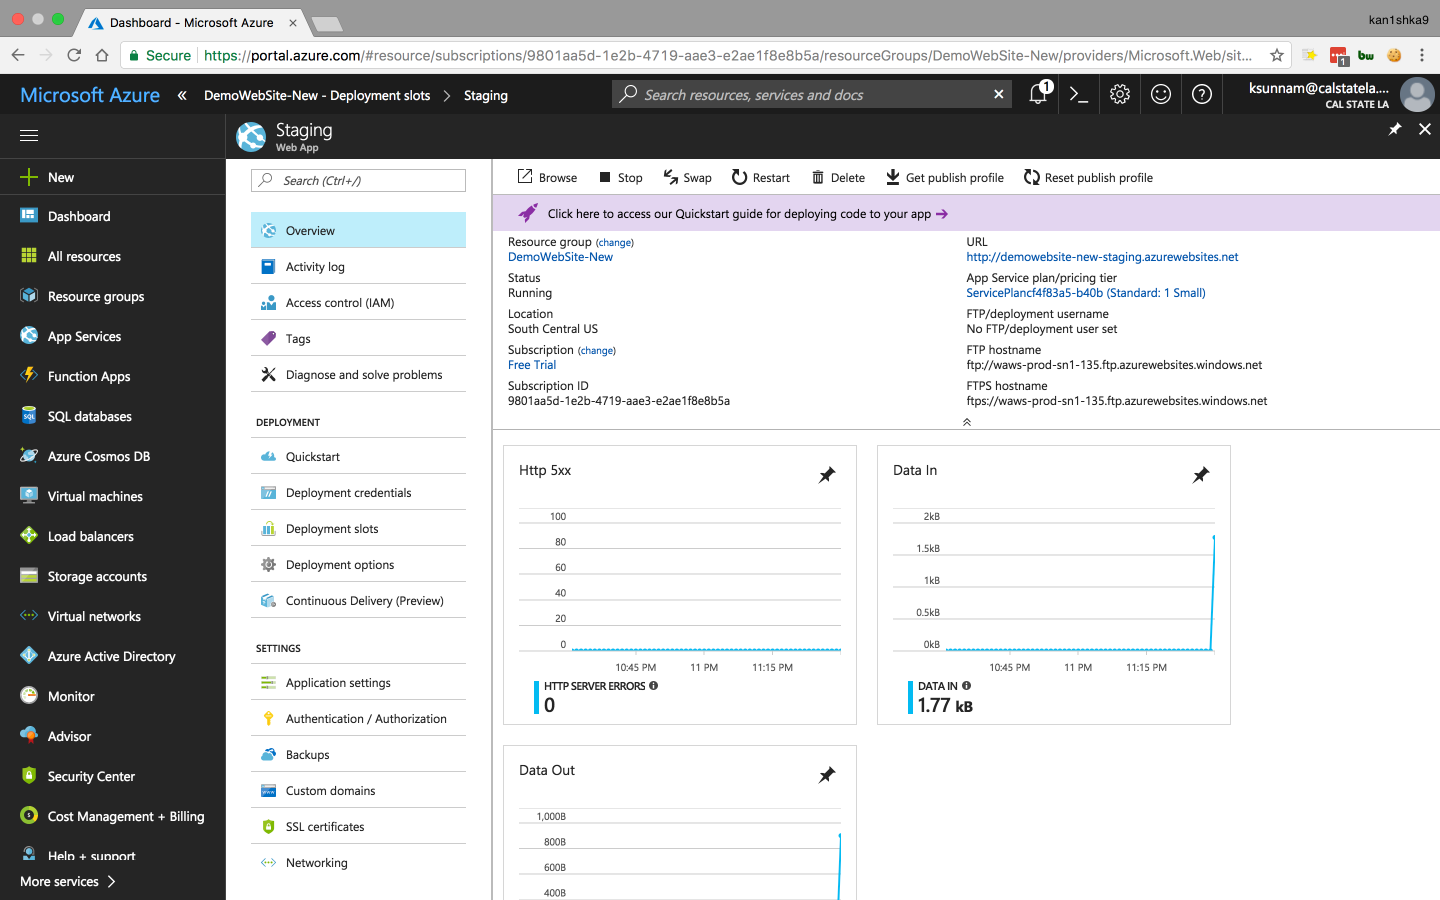 Dashboard - Microsoft Azure
kan1shka9
Secure
https://portal.azure.com/#resource/subscriptions/9801aa5d-1e2b-4719-aae3-e2ae1f8e8b5a/resourceGroups/DemoWebSite-New/providers/Microsoft.Web/sit...
1
bw
Microsoft Azure
DemoWebSite-New - Deployment slots
Staging
Search resources, services and docs
1
ksunnam@calstatela....
CAL STATE LA
Staging
Web App
New
Dashboard
All resources
Resource groups
App Services
Function Apps
SQL databases
Azure Cosmos DB
Virtual machines
Load balancers
Storage accounts
Virtual networks
Azure Active Directory
Monitor
Advisor
Security Center
Cost Management + Billing
Help + support
More services
Search (Ctrl+/)
Overview
Activity log
Access control (IAM)
Tags
Diagnose and solve problems
DEPLOYMENT
Quickstart
Deployment credentials
Deployment slots
Deployment options
Continuous Delivery (Preview)
SETTINGS
Application settings
Authentication / Authorization
Backups
Custom domains
SSL certificates
Networking
Browse
Stop
Swap
Restart
Delete
Get publish profile
Reset publish profile
Click here to access our Quickstart guide for deploying code to your app
Resource group (change)
DemoWebSite-New
Status
Running
Location
South Central US
Subscription (change)
Free Trial
Subscription ID
9801aa5d-1e2b-4719-aae3-e2ae1f8e8b5a
URL
http://demowebsite-new-staging.azurewebsites.net
App Service plan/pricing tier
ServicePlancf4f83a5-b40b (Standard: 1 Small)
FTP/deployment username
No FTP/deployment user set
FTP hostname
ftp://waws-prod-sn1-135.ftp.azurewebsites.windows.net
FTPS hostname
ftps://waws-prod-sn1-135.ftp.azurewebsites.windows.net
Http 5xx
100
80
60
40
20
0
10:45 PM
11 PM
11:15 PM
HTTP SERVER ERRORS
0
Data In
2kB
1.5kB
1kB
0.5kB
0kB
10:45 PM
11 PM
11:15 PM
DATA IN
1.77 kB
Data Out
1,000B
800B
600B
400B